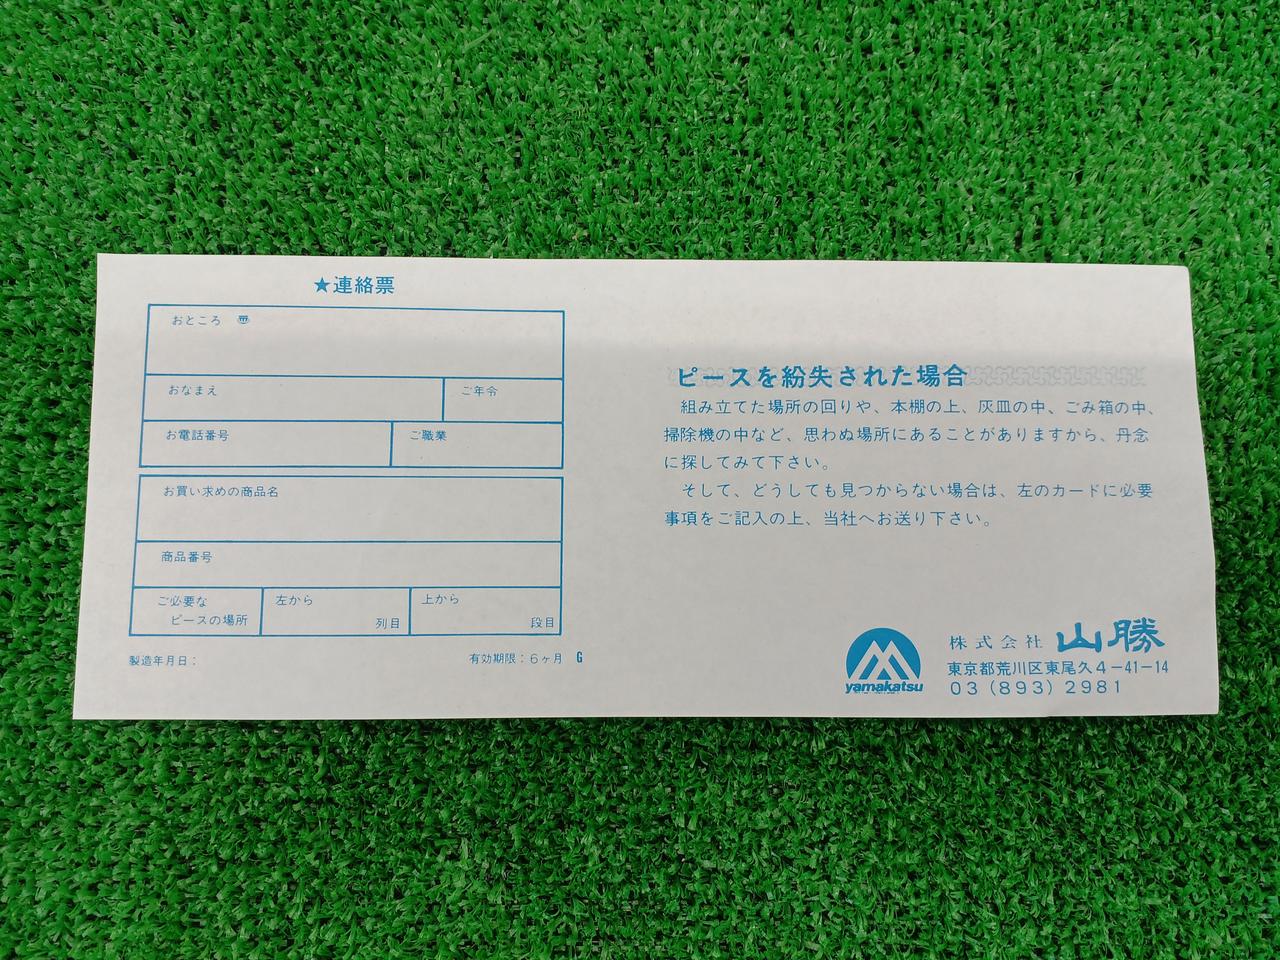 ★連絡票
おところ 〠
おなまえ
ご年令
お電話番号
ご職業
お買い求めの商品名
商品番号
ご必要な
ピースの場所
左から
列目
上から
段目
製造年月日：
有効期限：6ヶ月 G
ピースを紛失された場合
組み立てた場所の回りや、本棚の上、灰皿の中、ごみ箱の中、
掃除機の中など、思わぬ場所にあることがありますから、丹念
に探してみて下さい。
そして、どうしても見つからない場合は、左のカードに必要
事項をご記入の上、当社へお送り下さい。
yamakatsu
株式会社 山勝
東京都荒川区東尾久4-41-14
03（893）2981